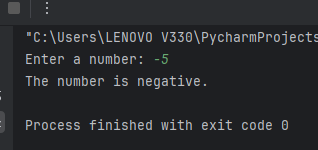 "C:\Users\LENOVO V330\PycharmProjects
Enter a number: -5
The number is negative.
Process finished with exit code 0